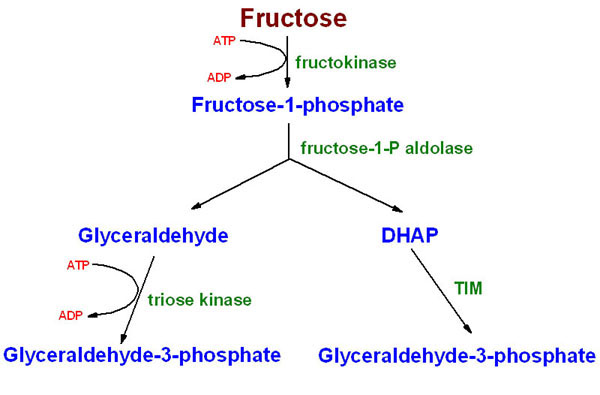 Fructose
ATP
fructokinase
ADP
Fructose-1-phosphate
fructose-1-P aldolase
Glyceraldehyde
DHAP
ATP
TIM
triose kinase
ADP
Glyceraldehyde-3-phosphate
Glyceraldehyde-3-phosphate